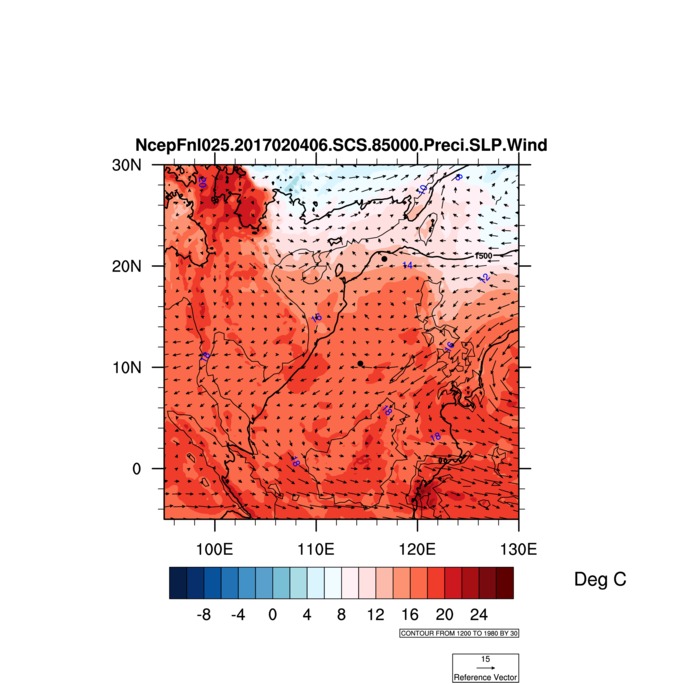 NcepFnl025.2017020406.SCS.85000.Preci.SLP.Wind
30N
20N
10N
0
100E
110E
120E
130E
10
14
1500
12
16
16
18
18
18
18
-8
-4
0
4
8
12
16
20
24
Deg C
CONTOUR FROM 1200 TO 1980 BY 30
15
Reference Vector